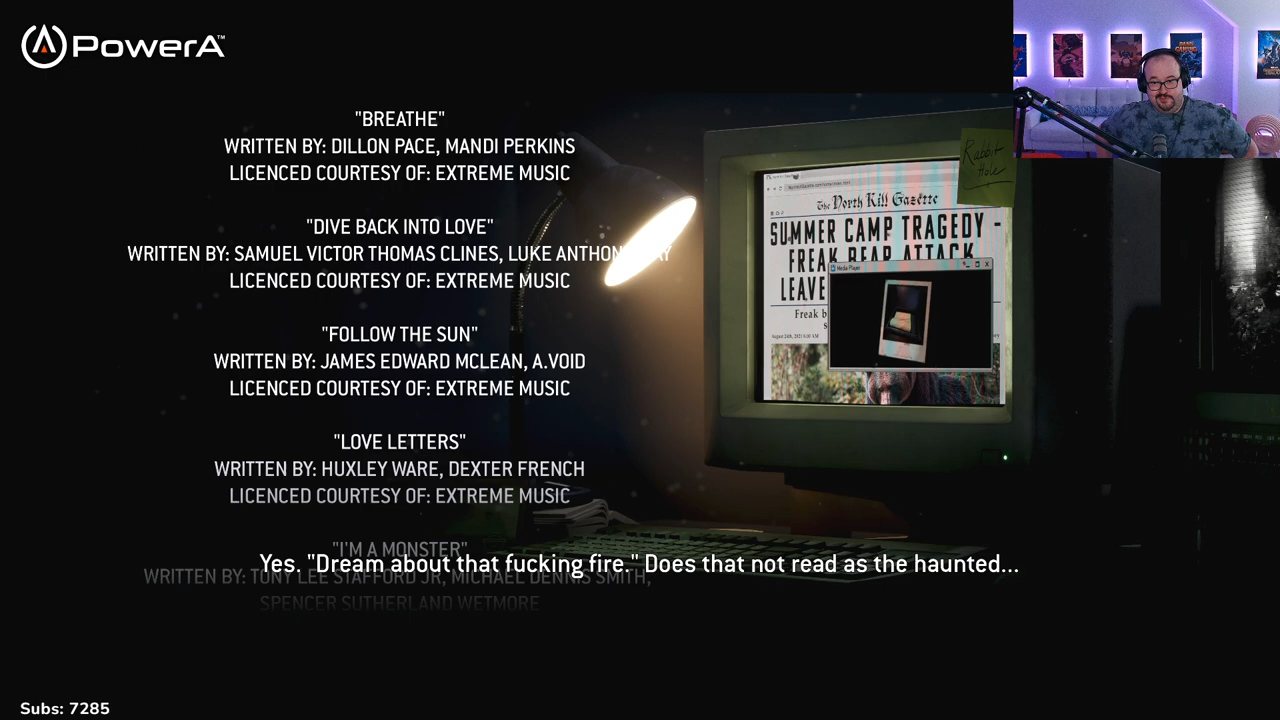 PowerA™
"BREATHE"
WRITTEN BY: DILLON PACE, MANDI PERKINS
LICENCED COURTESY OF: EXTREME MUSIC
"DIVE BACK INTO LOVE"
WRITTEN BY: SAMUEL VICTOR THOMAS CLINES, LUKE
LICENCED COURTESY OF: EXTREME MUSIC
"FOLLOW THE SUN"
WRITTEN BY: JAMES EDWARD MCLEAN, A.VOID
LICENCED COURTESY OF: EXTREME MUSIC
"LOVE LETTERS"
WRITTEN BY: HUXLEY WARE, DEXTER FRENCH
LICENCED COURTESY OF: EXTREME MUSIC
"I'M A MONSTER"
WRITTEN BY: TONY LEE STAFFORD JR, MICHAEL DENNIS SMITH,
SPENCER SUTHERLAND WETMORE
Rabbit
Hole
The North Kill Gazette
SUMMER CAMP TRAGEDY -
FREAK BEAR ATTACK
LEAVE
Media Player
Freak b
s
Yes. "Dream about that fucking fire." Does that not read as the haunted...
Subs: 7285